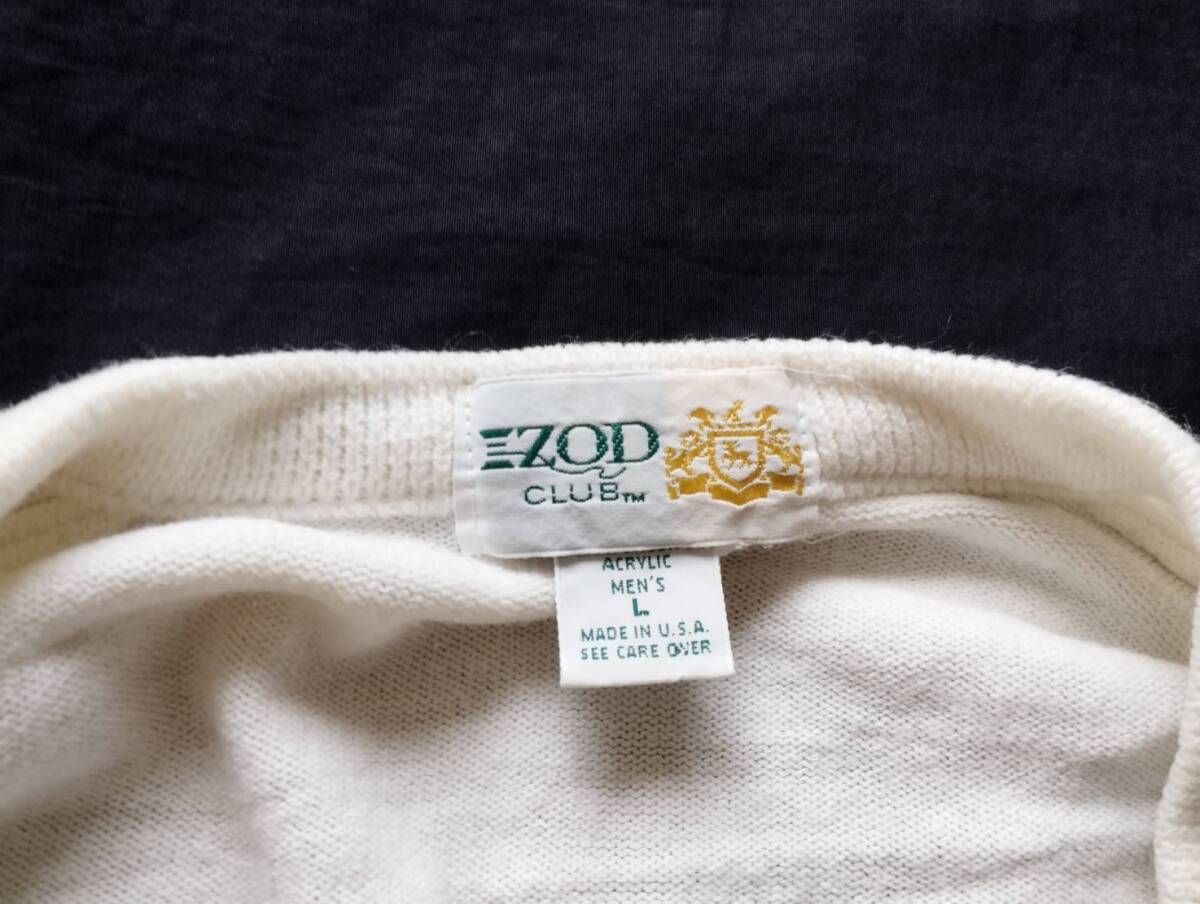 IZOD
CLUB™
ACRYLIC
MEN'S
L
MADE IN U.S.A.
SEE CARE OVER